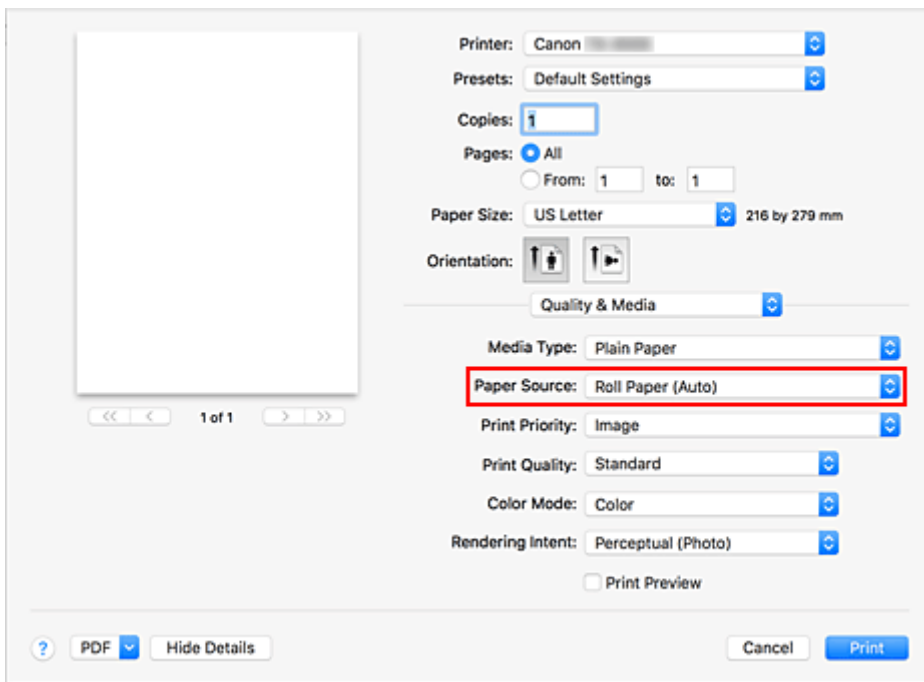 Printer: Canon
Presets: Default Settings
Copies: 1
Pages: All
From: 1 to: 1
Paper Size: US Letter 216 by 279 mm
Orientation:
Quality & Media
Media Type: Plain Paper
Paper Source: Roll Paper (Auto)
1 of 1
Print Priority: Image
Print Quality: Standard
Color Mode: Color
Rendering Intent: Perceptual (Photo)
Print Preview
? PDF Hide Details Cancel Print